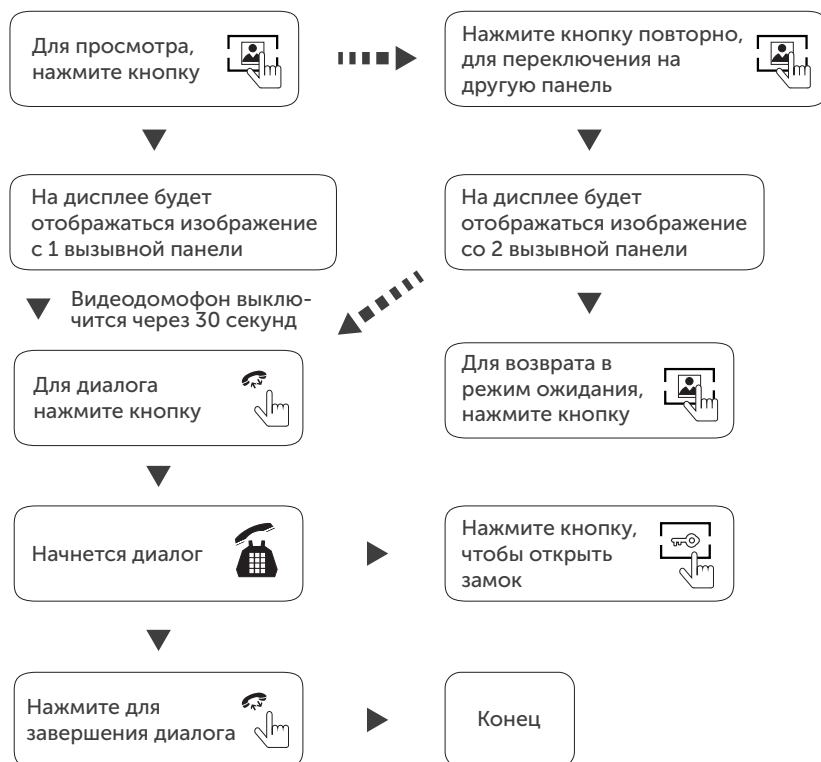 Для просмотра,
нажмите кнопку
Нажмите кнопку повторно,
для переключения на
другую панель
На дисплее будет
отображаться изображение
с 1 вызывной панели
На дисплее будет
отображаться изображение
со 2 вызывной панели
Видеодомофон выклю-
чится через 30 секунд
Для диалога
нажмите кнопку
Для возврата в
режим ожидания,
нажмите кнопку
Начнется диалог
Нажмите кнопку,
чтобы открыть
замок
Нажмите для
завершения диалога
Конец